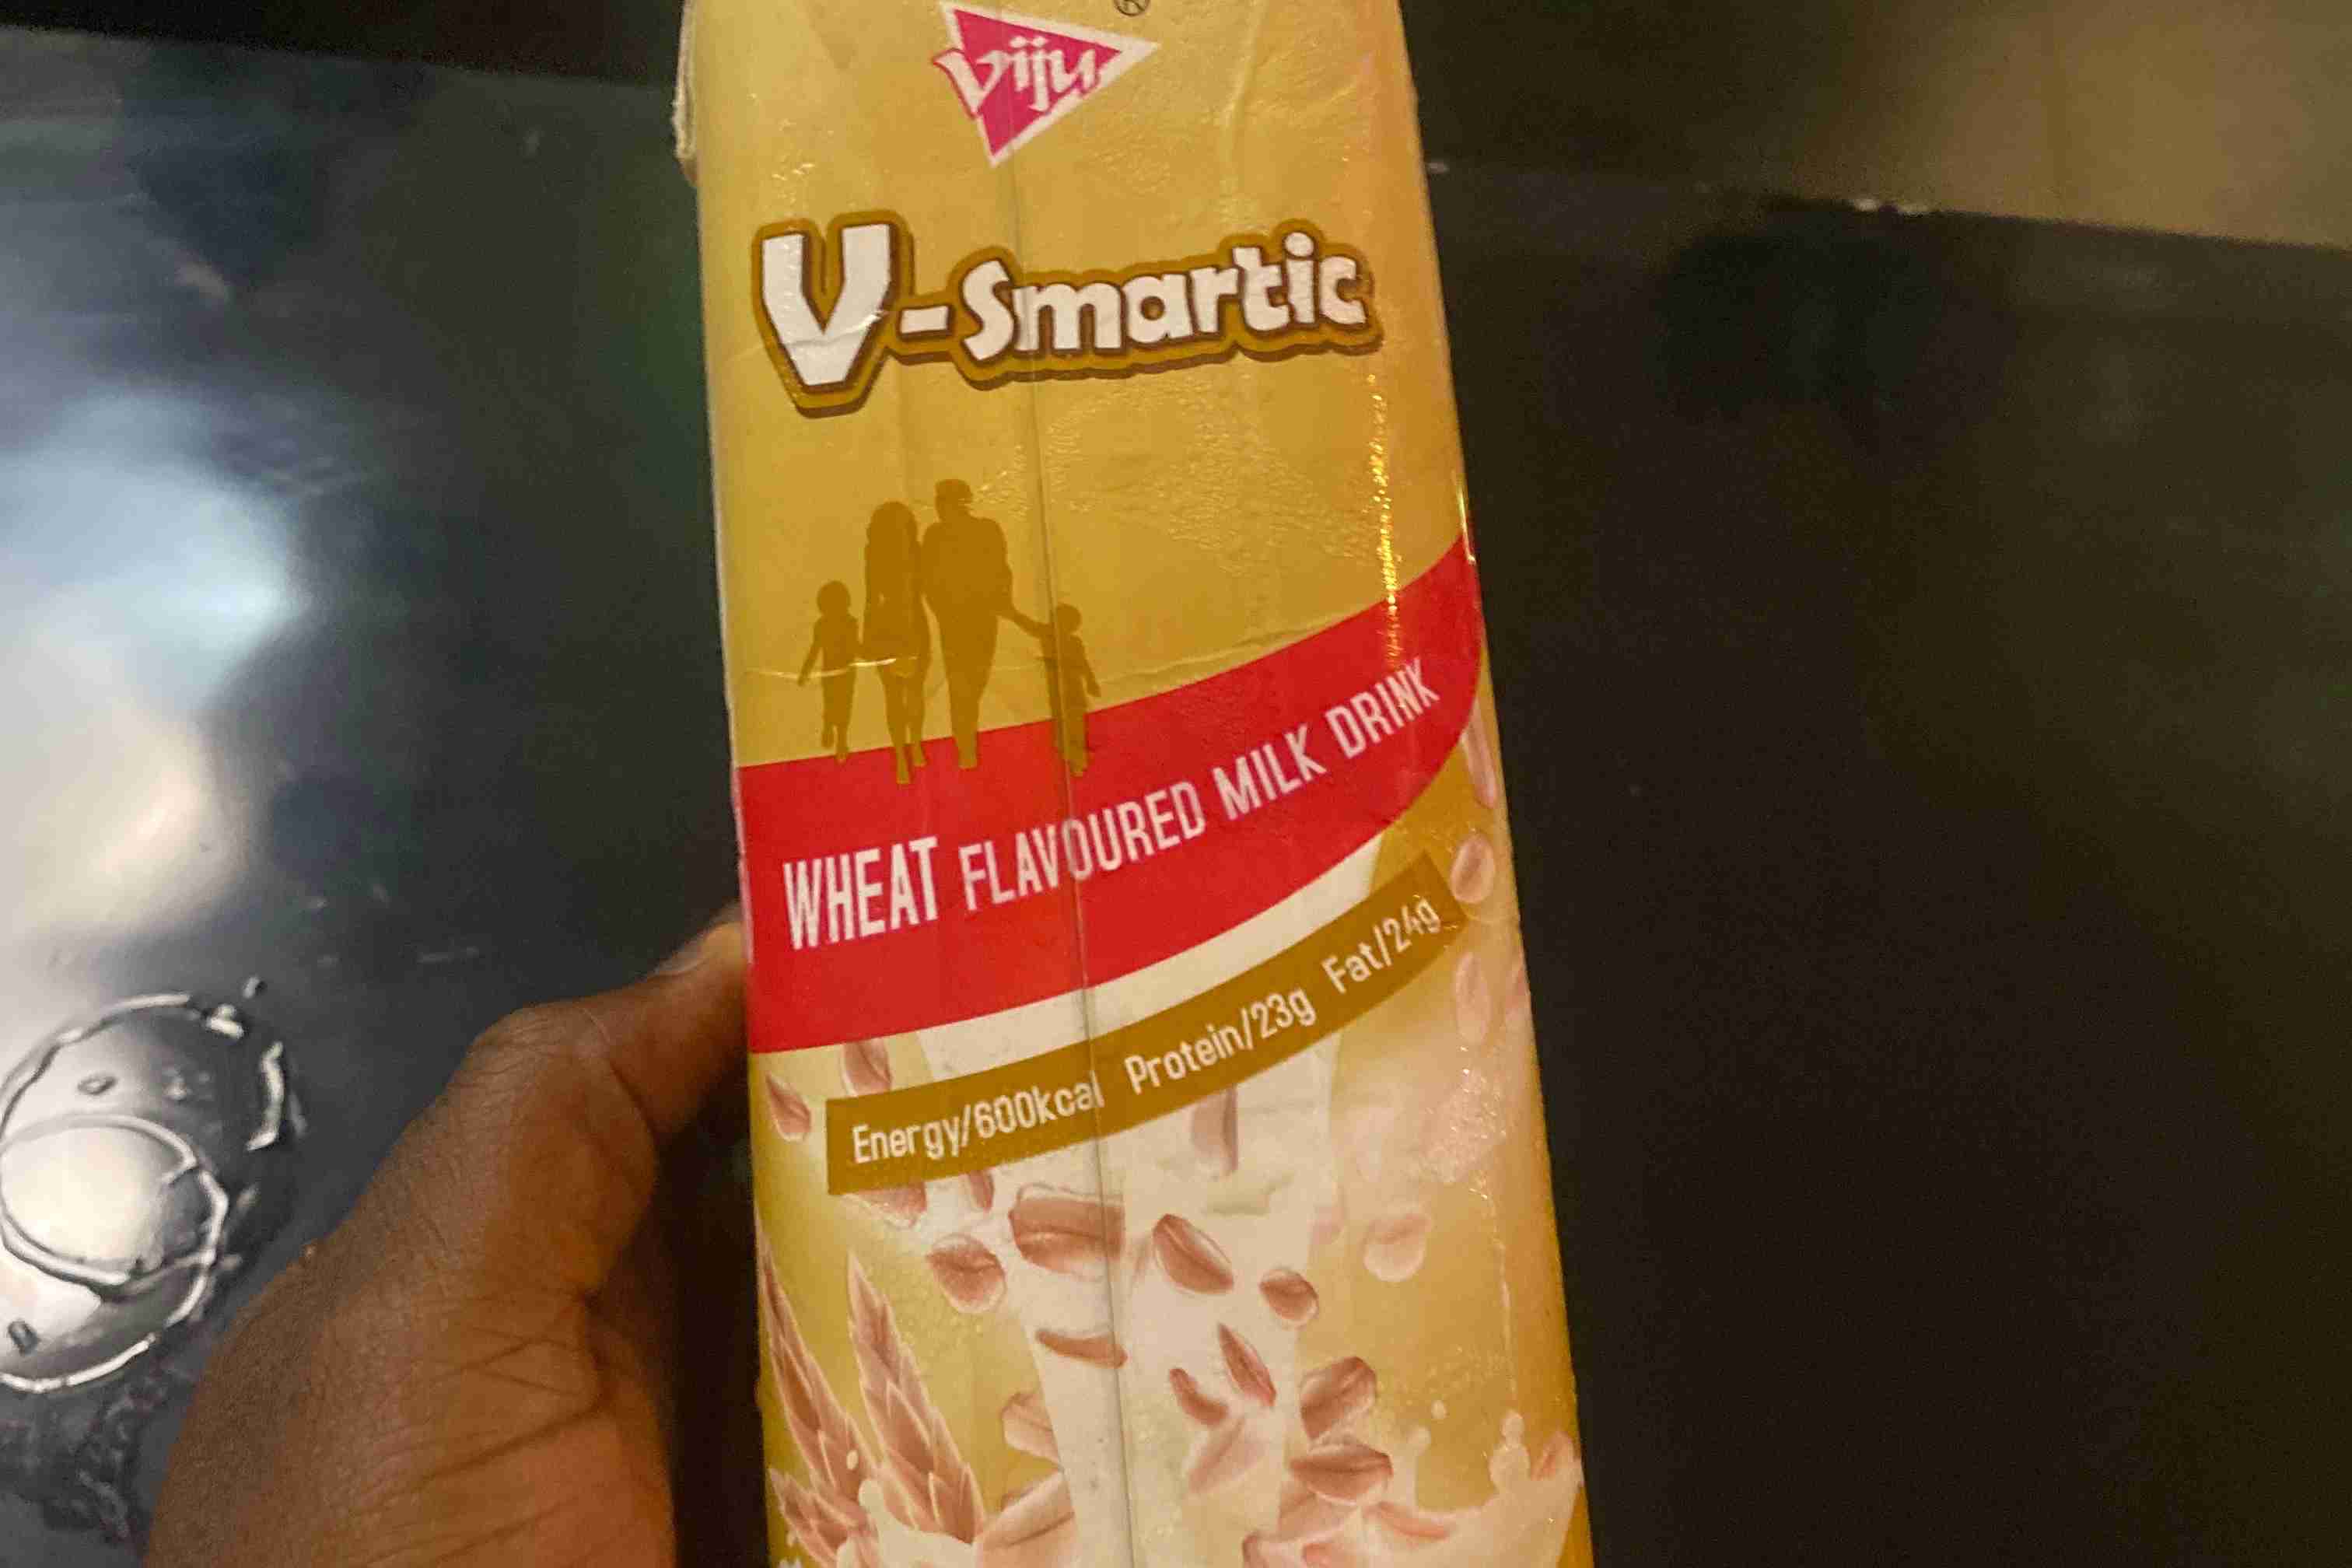 ®
viju
V-Smartic
WHEAT FLAVOURED MILK DRINK
Energy/600kcal Protein/23g Fat/24g